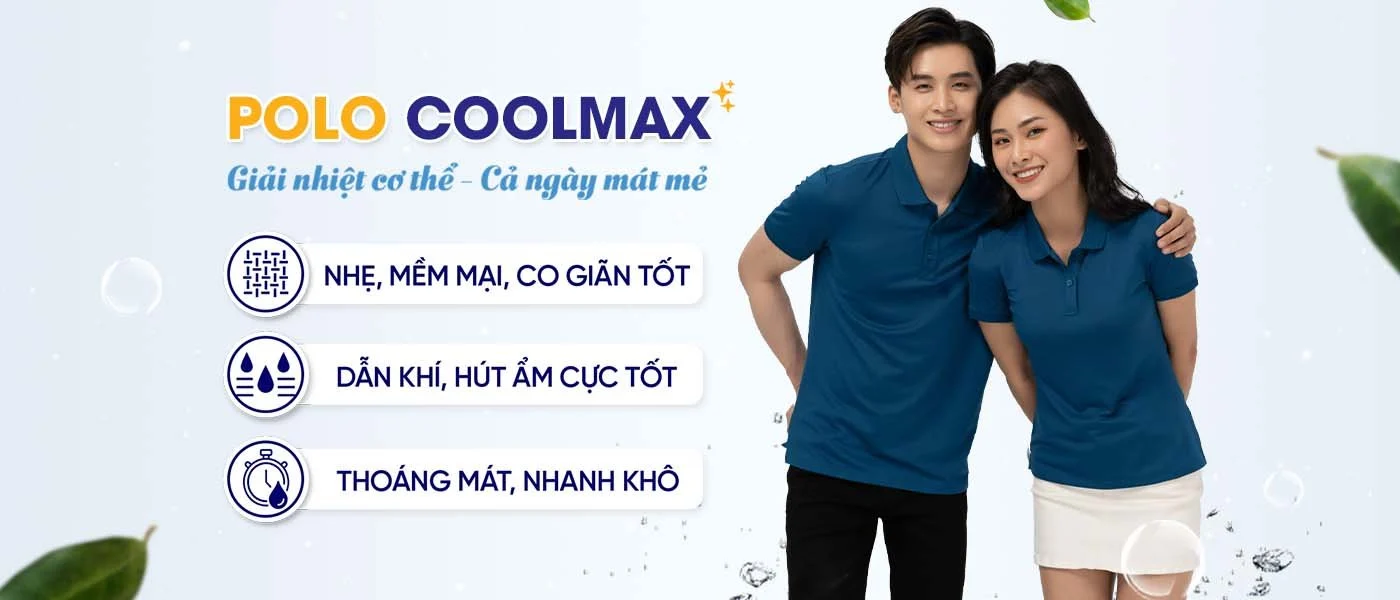 POLO COOLMAX
Giải nhiệt cơ thể - Cả ngày mát mẻ
NHẸ, MỀM MẠI, CO GIÃN TỐT
DẪN KHÍ, HÚT ẨM CỰC TỐT
THOÁNG MÁT, NHANH KHÔ